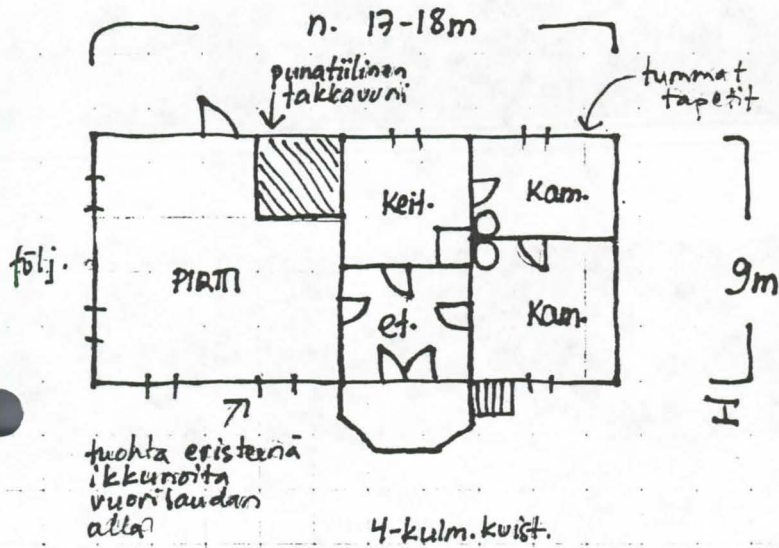 n. 17-18m
punatiilinen
takkauuni
tummat
tapetit
Keit.
Kam.
PIRTTI
et.
Kam.
9m
tuohta eristeenä
ikkunoita
vuorilaudan
alla
4-kulm. kuist.